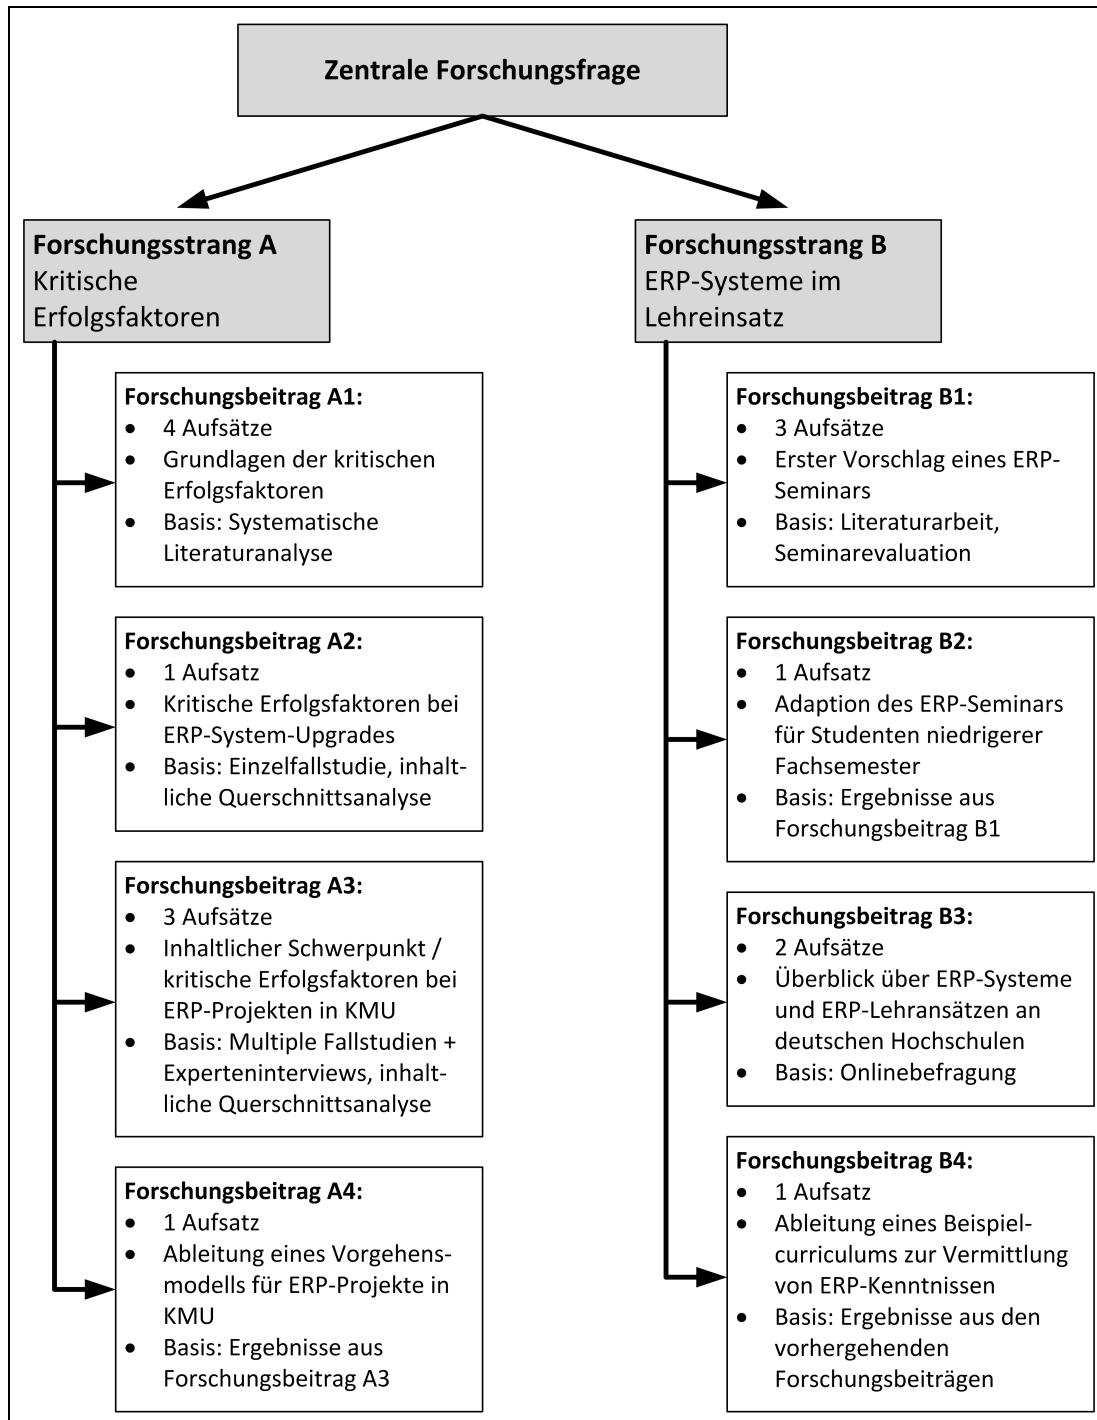 Zentrale Forschungsfrage
Forschungsstrang A
Kritische
Erfolgsfaktoren
Forschungsbeitrag A1:
• 4 Aufsätze
• Grundlagen der kritischen
Erfolgsfaktoren
• Basis: Systematische
Literaturanalyse
Forschungsbeitrag A2:
• 1 Aufsatz
• Kritische Erfolgsfaktoren bei
ERP-System-Upgrades
• Basis: Einzelfallstudie, inhalt-
liche Querschnittsanalyse
Forschungsbeitrag A3:
• 3 Aufsätze
• Inhaltlicher Schwerpunkt /
kritische Erfolgsfaktoren bei
ERP-Projekten in KMU
• Basis: Multiple Fallstudien +
Experteninterviews, inhalt-
liche Querschnittsanalyse
Forschungsbeitrag A4:
• 1 Aufsatz
• Ableitung eines Vorgehens-
modells für ERP-Projekte in
KMU
• Basis: Ergebnisse aus
Forschungsbeitrag A3
Forschungsstrang B
ERP-Systeme im
Lehreinsatz
Forschungsbeitrag B1:
• 3 Aufsätze
• Erster Vorschlag eines ERP-
Seminars
• Basis: Literaturarbeit,
Seminarevaluation
Forschungsbeitrag B2:
• 1 Aufsatz
• Adaption des ERP-Seminars
für Studenten niedrigerer
Fachsemester
• Basis: Ergebnisse aus
Forschungsbeitrag B1
Forschungsbeitrag B3:
• 2 Aufsätze
• Überblick über ERP-Systeme
und ERP-Lehransätzen an
deutschen Hochschulen
• Basis: Onlinebefragung
Forschungsbeitrag B4:
• 1 Aufsatz
• Ableitung eines Beispiel-
curriculums zur Vermittlung
von ERP-Kenntnissen
• Basis: Ergebnisse aus den
vorhergehenden
Forschungsbeiträgen